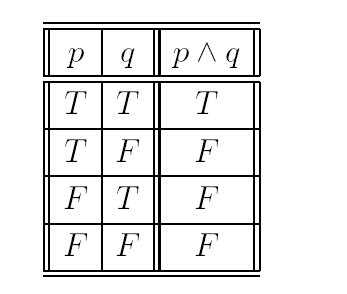 p q p ∧ q
T T T
T F F
F T F
F F F